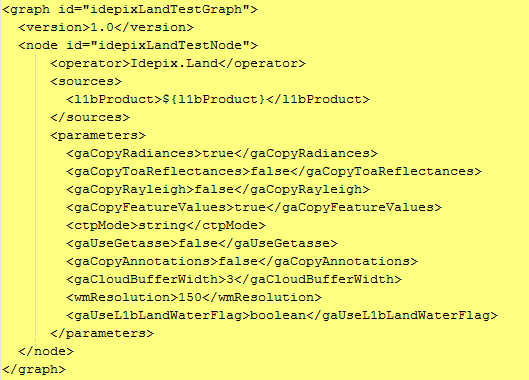 <graph id="idepixLandTestGraph">
<version>1.0</version>
<node id="idepixLandTestNode">
<operator>Idepix.Land</operator>
<sources>
<l1bProduct>${l1bProduct}</l1bProduct>
</sources>
<parameters>
<gaCopyRadiances>true</gaCopyRadiances>
<gaCopyToaReflectances>false</gaCopyToaReflectances>
<gaCopyRayleigh>false</gaCopyRayleigh>
<gaCopyFeatureValues>true</gaCopyFeatureValues>
<ctpMode>string</ctpMode>
<gaUseGetasse>false</gaUseGetasse>
<gaCopyAnnotations>false</gaCopyAnnotations>
<gaCloudBufferWidth>3</gaCloudBufferWidth>
<wmResolution>150</wmResolution>
<gaUseL1bLandWaterFlag>boolean</gaUseL1bLandWaterFlag>
</parameters>
</node>
</graph>